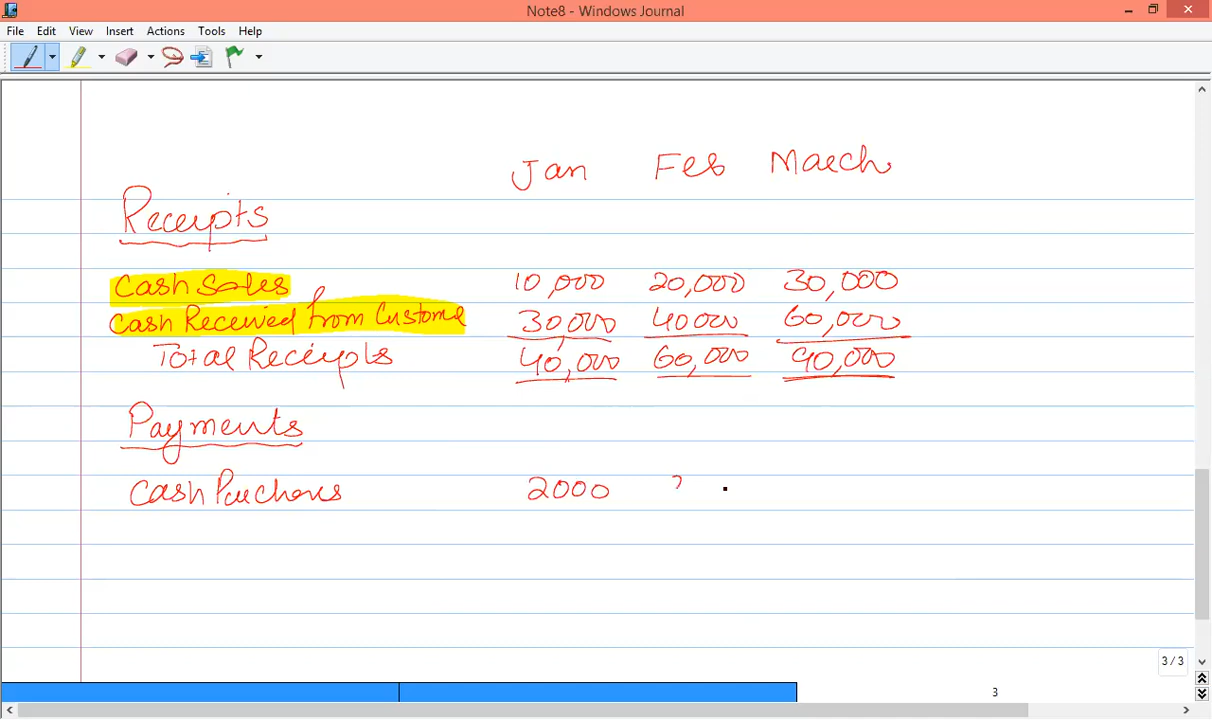 Note8 - Windows Journal
File Edit View Insert Actions Tools Help
Jan Feb March
Receipts
Cash Sales 10,000 20,000 30,000
Cash Received from Custome 30,000 40000 60,000
Total Receipts 40,000 60,000 90,000
Payments
Cash Purchases 2000
3 / 3
3